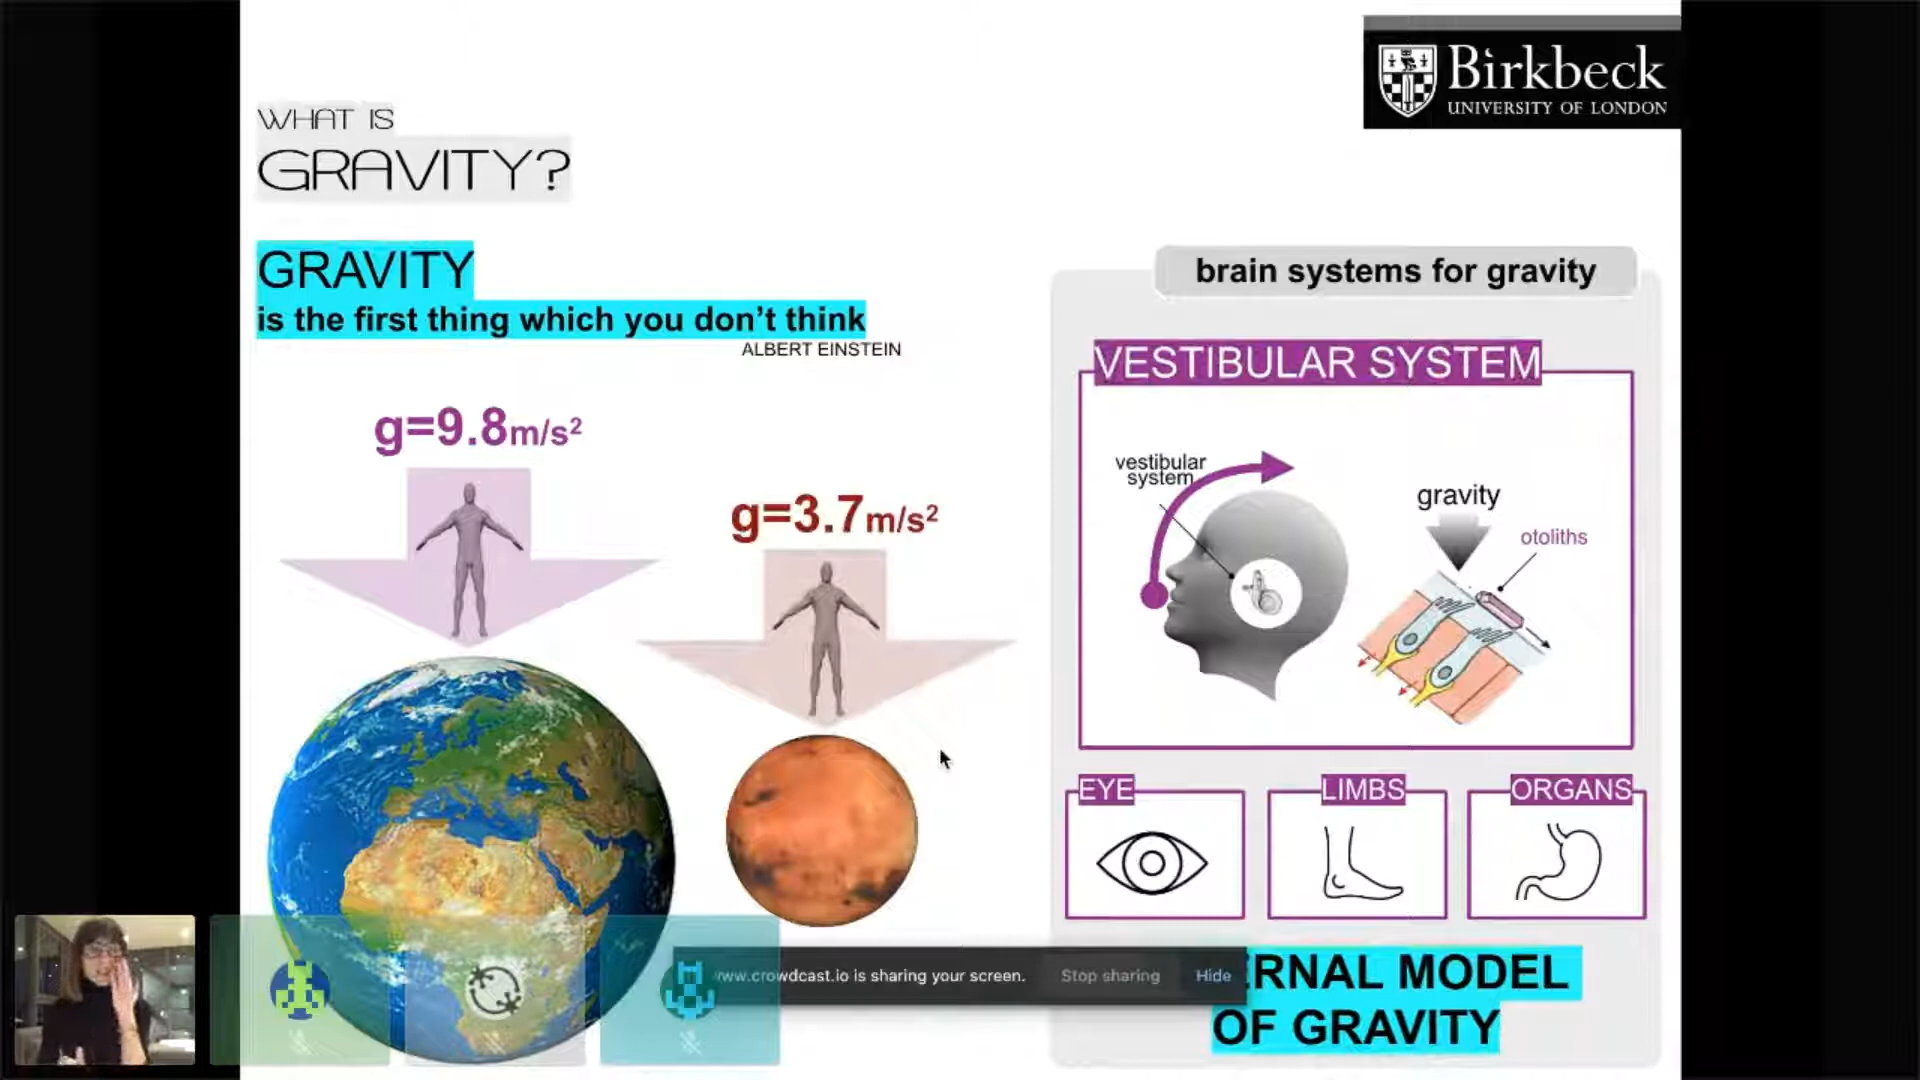 Birkbeck
UNIVERSITY OF LONDON
WHAT IS
GRAVITY?
GRAVITY
is the first thing which you don't think
ALBERT EINSTEIN
g=9.8m/s²
g=3.7m/s²
brain systems for gravity
VESTIBULAR SYSTEM
vestibular
system
gravity
otoliths
EYE
LIMBS
ORGANS
www.crowdcast.io is sharing your screen.
Stop sharing
Hide
ERNAL MODEL
OF GRAVITY